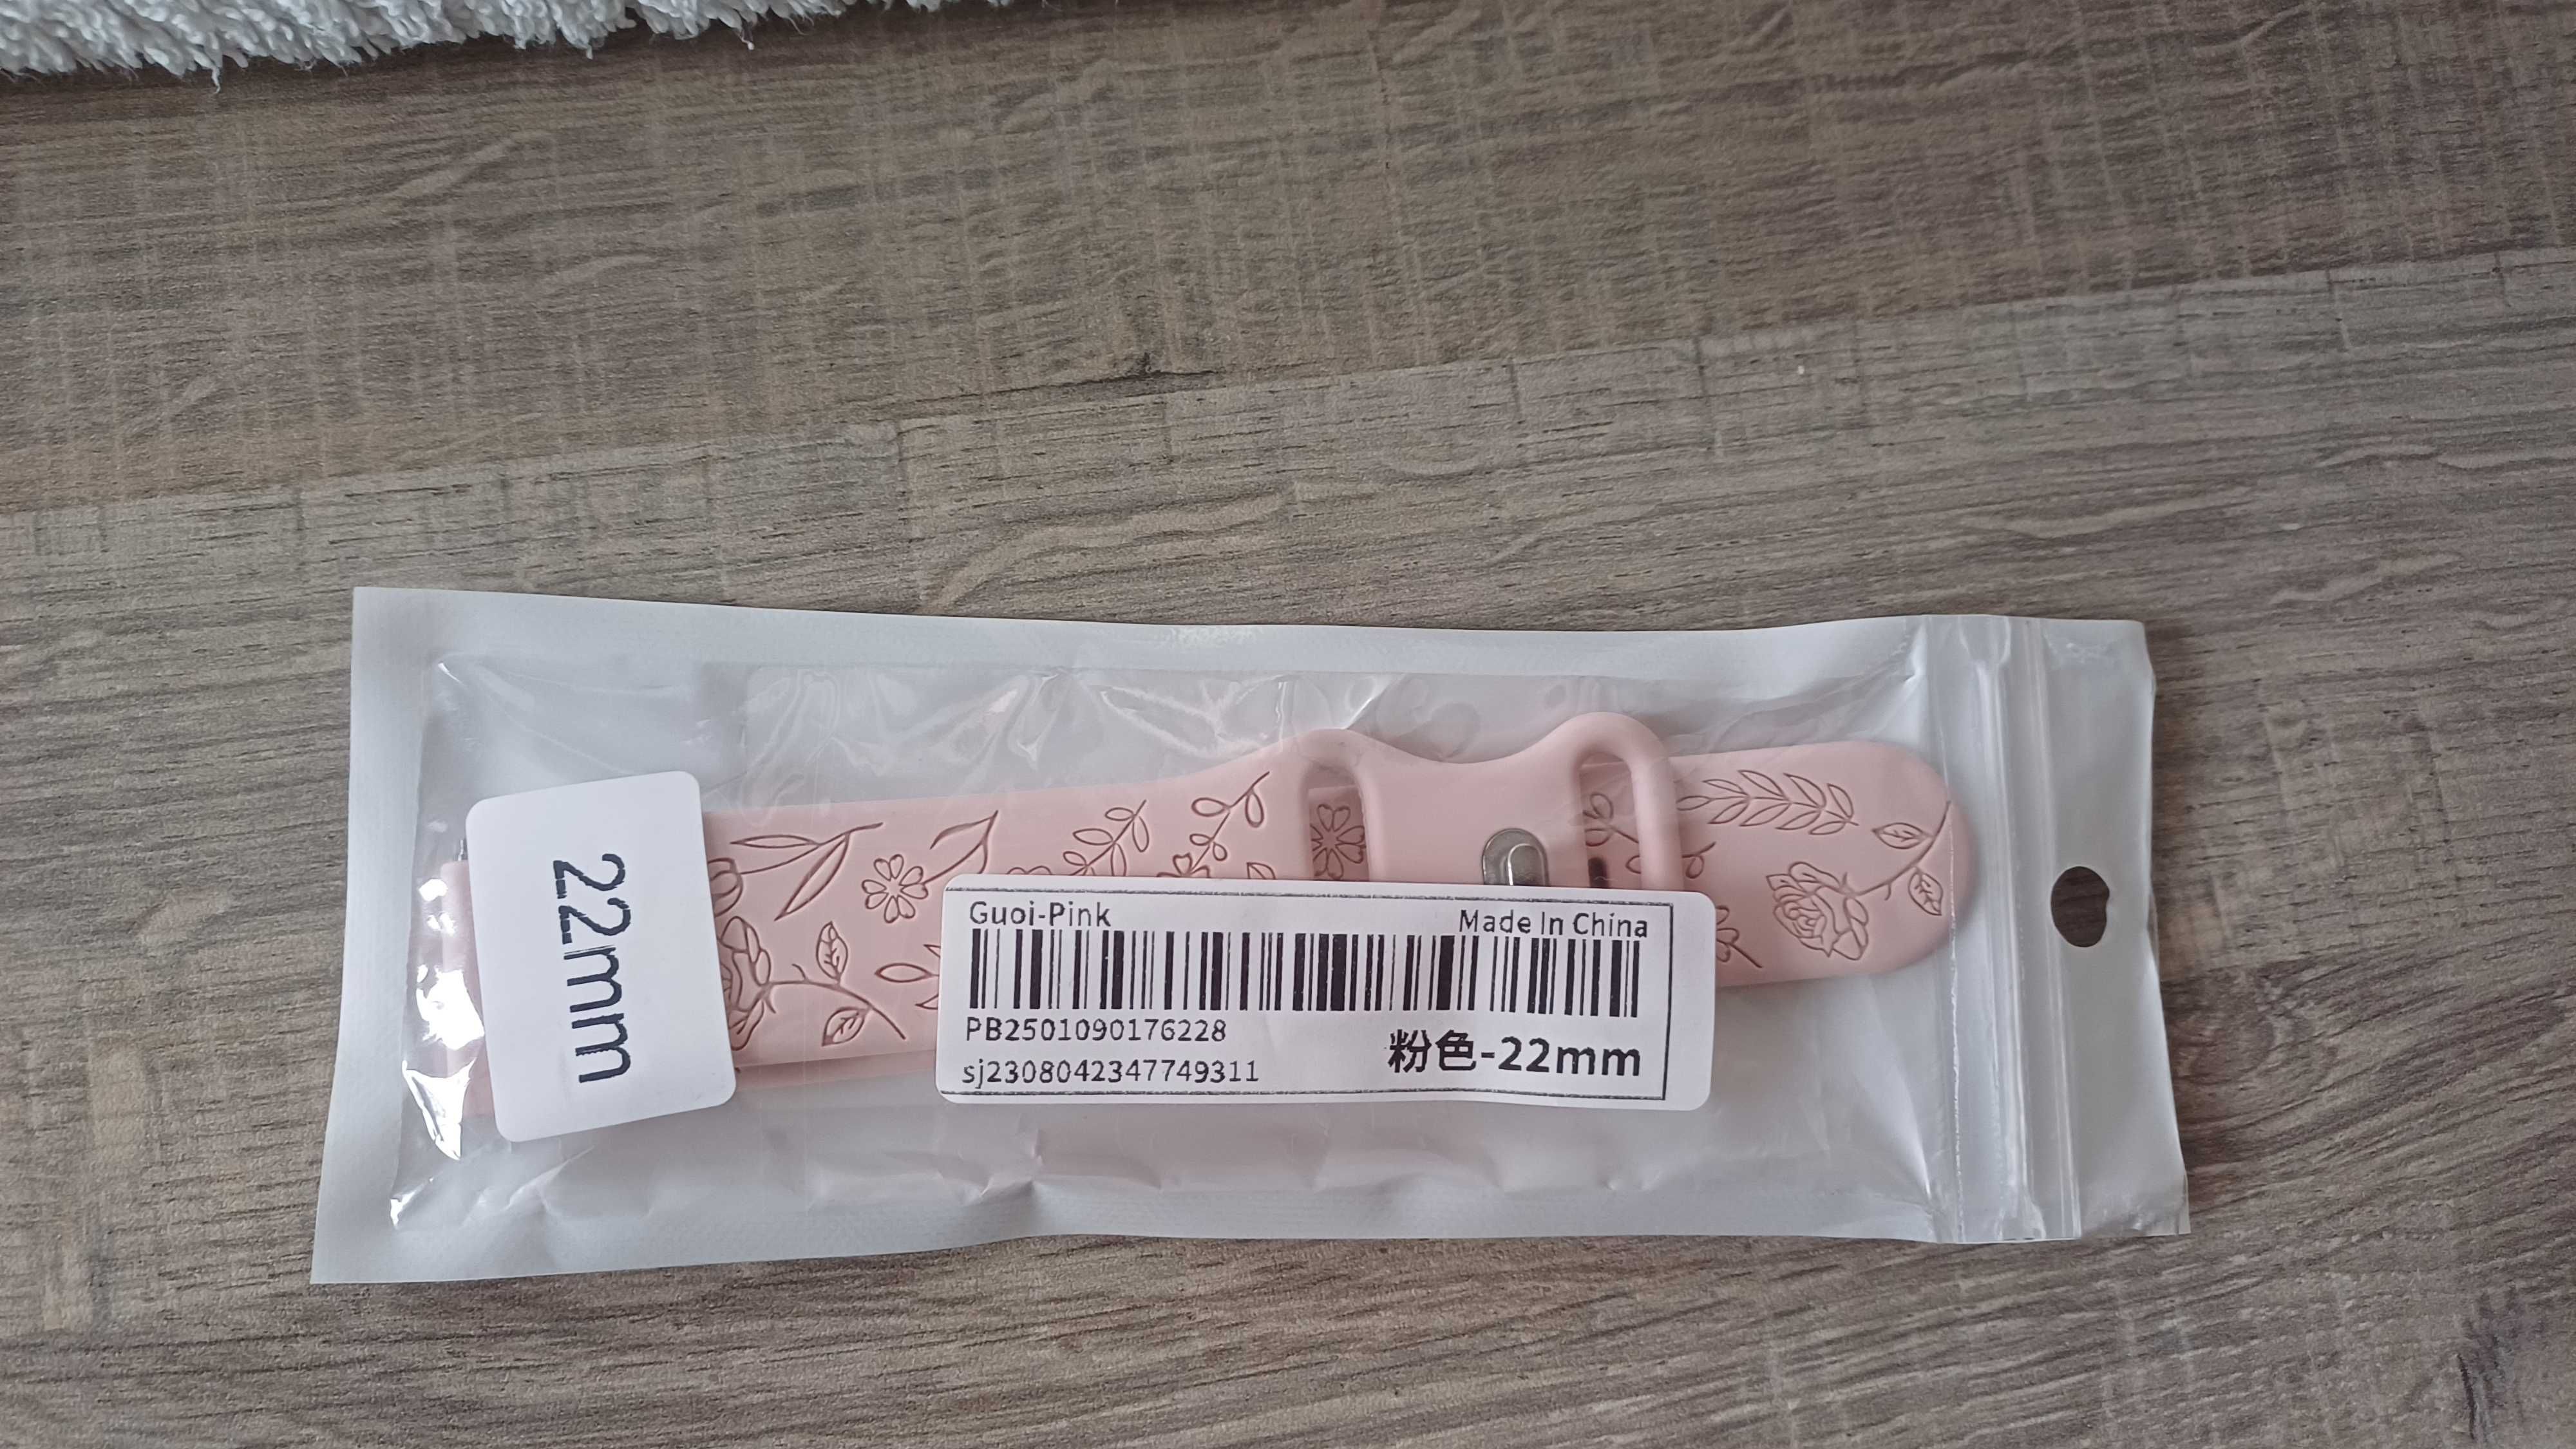 22mm
Guoi-Pink
Made In China
PB2501090176228
sj2308042347749311
粉色-22mm